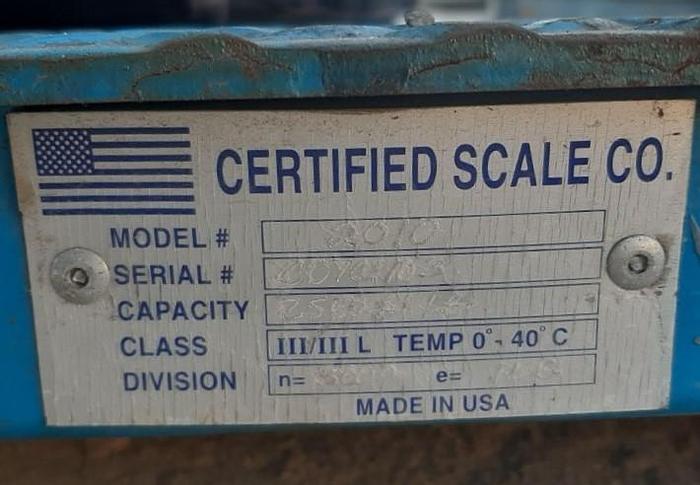 CERTIFIED SCALE CO.
MODEL #
SERIAL #
CAPACITY
CLASS III/III L TEMP 0° - 40° C
DIVISION n= e=
MADE IN USA